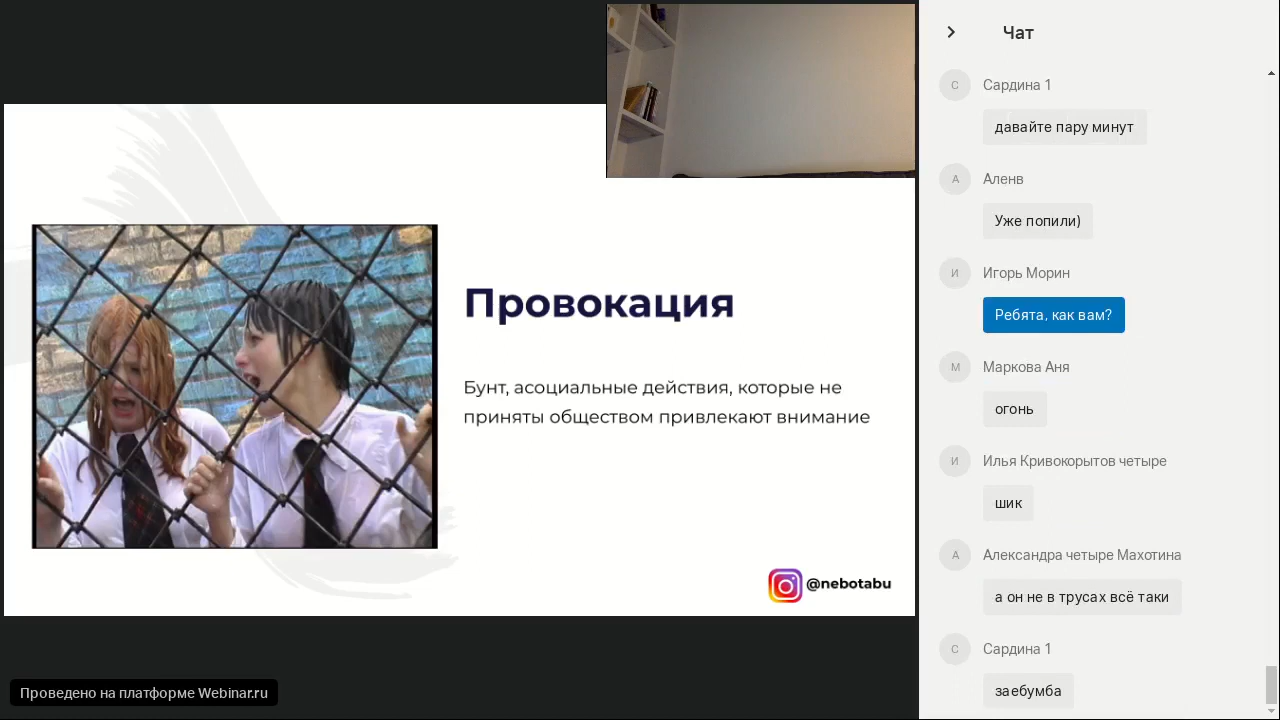 Провокация
Бунт, асоциальные действия, которые не
приняты обществом привлекают внимание
@nebotabu
Проведено на платформе Webinar.ru
Чат
С
Сардина 1
давайте пару минут
А
Аленв
Уже попили)
И
Игорь Морин
Ребята, как вам?
М
Маркова Аня
огонь
И
Илья Кривокорытов четыре
шик
А
Александра четыре Махотина
а он не в трусах всё таки
С
Сардина 1
заебумба